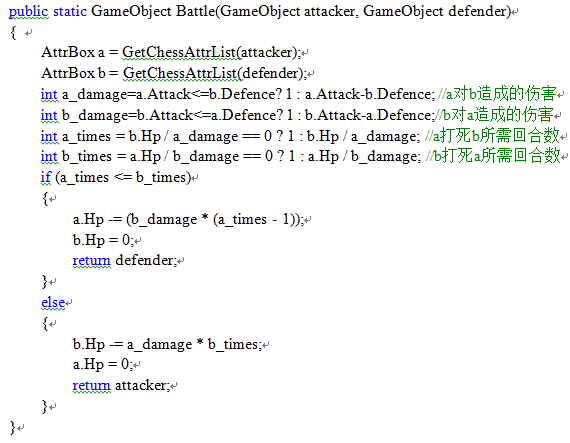 public static GameObject Battle(GameObject attacker, GameObject defender)↵
{ ↵
AttrBox a = GetChessAttrList(attacker);↵
AttrBox b = GetChessAttrList(defender);↵
int a_damage=a.Attack<=b.Defence? 1 : a.Attack-b.Defence; //a对b造成的伤害↵
int b_damage=b.Attack<=a.Defence? 1 : b.Attack-a.Defence;//b对a造成的伤害↵
int a_times = b.Hp / a_damage == 0 ? 1 : b.Hp / a_damage; //a打死b所需回合数↵
int b_times = a.Hp / b_damage == 0 ? 1 : a.Hp / b_damage; //b打死a所需回合数↵
if (a_times <= b_times)↵
{↵
a.Hp -= (b_damage * (a_times - 1));↵
b.Hp = 0;↵
return defender;↵
}↵
else↵
{↵
b.Hp -= a_damage * b_times;↵
a.Hp = 0;↵
return attacker;↵
}↵
}↵